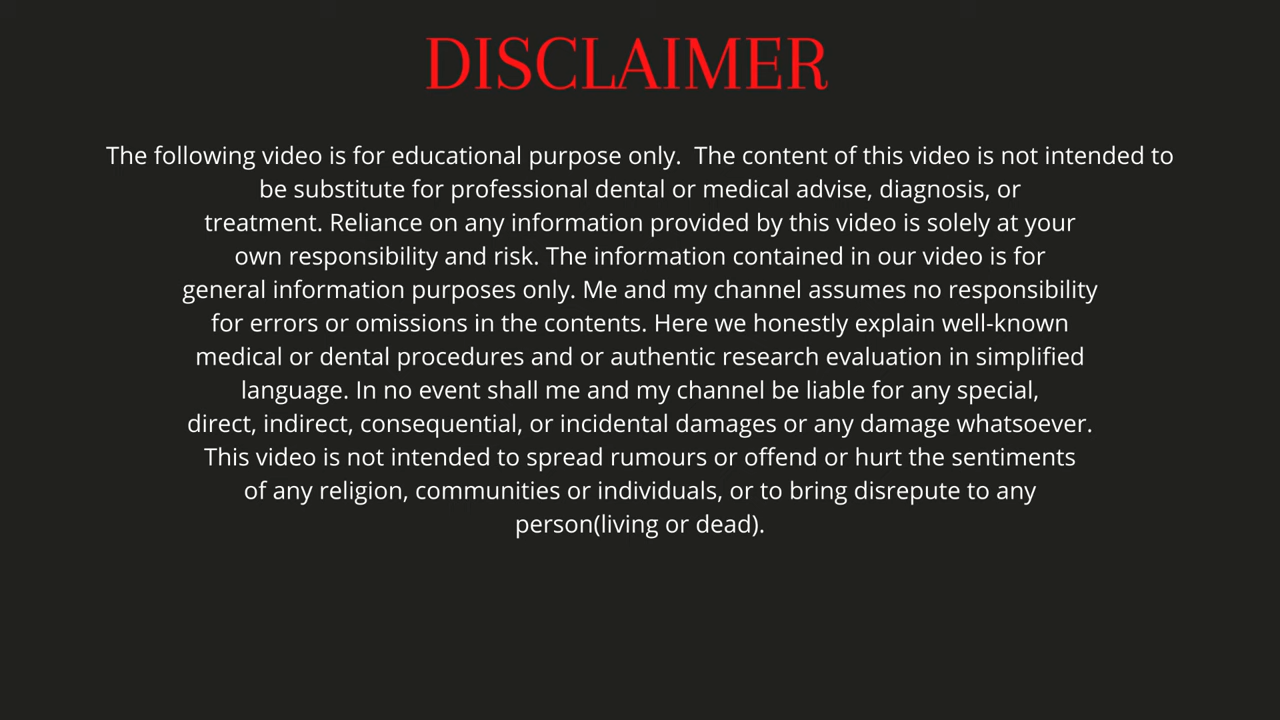 DISCLAIMER
The following video is for educational purpose only.  The content of this video is not intended to
be substitute for professional dental or medical advise, diagnosis, or
treatment. Reliance on any information provided by this video is solely at your
own responsibility and risk. The information contained in our video is for
general information purposes only. Me and my channel assumes no responsibility
for errors or omissions in the contents. Here we honestly explain well-known
medical or dental procedures and or authentic research evaluation in simplified
language. In no event shall me and my channel be liable for any special,
direct, indirect, consequential, or incidental damages or any damage whatsoever.
This video is not intended to spread rumours or offend or hurt the sentiments
of any religion, communities or individuals, or to bring disrepute to any
person(living or dead).